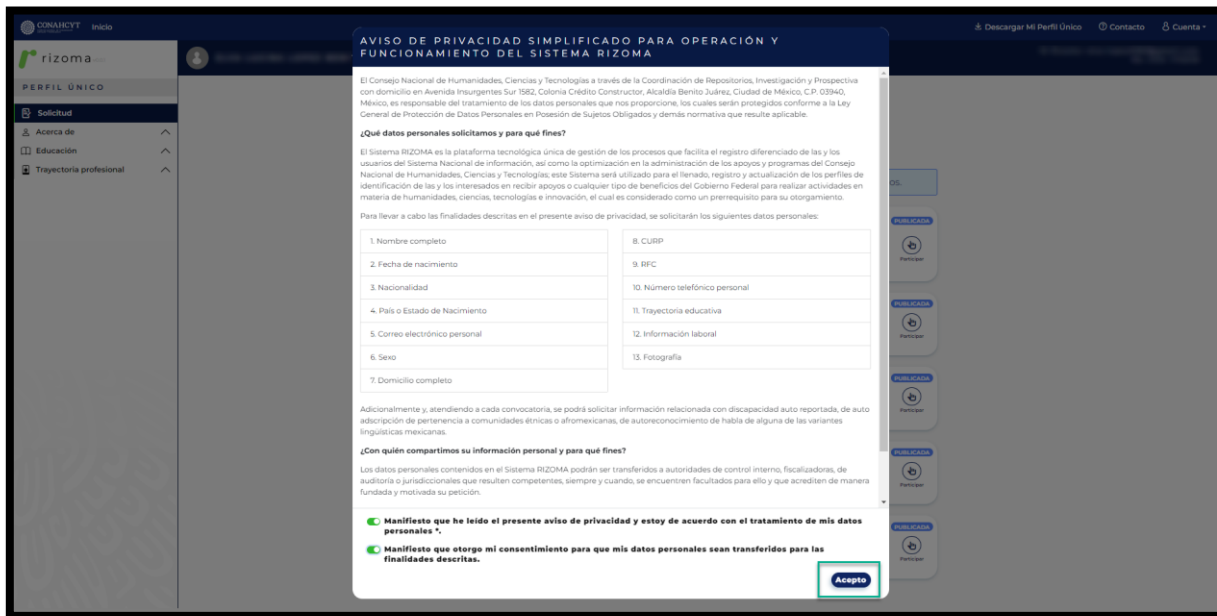 CONAHCYT Inicio
Descargar Mi Perfil Único Contacto Cuenta
rizoma
PERFIL ÚNICO
Solicitud
Acerca de
Educación
Trayectoria profesional
AVISO DE PRIVACIDAD SIMPLIFICADO PARA OPERACIÓN Y
FUNCIONAMIENTO DEL SISTEMA RIZOMA
El Consejo Nacional de Humanidades, Ciencias y Tecnologías a través de la Coordinación de Repositorios, Investigación y Prospectiva
con domicilio en Avenida Insurgentes Sur 1582, Colonia Crédito Constructor, Alcaldía Benito Juárez, Ciudad de México, C.P. 03940,
México, es responsable del tratamiento de los datos personales que nos proporcione, los cuales serán protegidos conforme a la Ley
General de Protección de Datos Personales en Posesión de Sujetos Obligados y demás normativa que resulte aplicable.
¿Qué datos personales solicitamos y para qué fines?
El Sistema RIZOMA es la plataforma tecnológica única de gestión de los procesos que facilita el registro diferenciado de las y los
usuarios del Sistema Nacional de información, así como la optimización en la administración de los apoyos y programas del Consejo
Nacional de Humanidades, Ciencias y Tecnologías; este Sistema será utilizado para el llenado, registro y actualización de los perfiles de
identificación de las y los interesados en recibir apoyos o cualquier tipo de beneficios del Gobierno Federal para realizar actividades en
materia de humanidades, ciencias, tecnologías e innovación, el cual es considerado como un prerrequisito para su otorgamiento.
Para llevar a cabo las finalidades descritas en el presente aviso de privacidad, se solicitarán los siguientes datos personales:
1. Nombre completo
2. Fecha de nacimiento
3. Nacionalidad
4. País o Estado de Nacimiento
5. Correo electrónico personal
6. Sexo
7. Domicilio completo
8. CURP
9. RFC
10. Número telefónico personal
11. Trayectoria educativa
12. Información laboral
13. Fotografía
Adicionalmente y, atendiendo a cada convocatoria, se podrá solicitar información relacionada con discapacidad auto reportada, de auto
adscripción de pertenencia a comunidades étnicas o afromexicanas, de autoreconocimiento de habla de alguna de las variantes
lingüísticas mexicanas.
¿Con quién compartimos su información personal y para qué fines?
Los datos personales contenidos en el Sistema RIZOMA podrán ser transferidos a autoridades de control interno, fiscalizadoras, de
auditoría o jurisdiccionales que resulten competentes, siempre y cuando, se encuentren facultados para ello y que acrediten de manera
fundada y motivada su petición.
Manifiesto que he leído el presente aviso de privacidad y estoy de acuerdo con el tratamiento de mis datos
personales *.
Manifiesto que otorgo mi consentimiento para que mis datos personales sean transferidos para las
finalidades descritas.
Acepto
OS.
PUBLICADA
Participar
PUBLICADA
Participar
PUBLICADA
Participar
PUBLICADA
Participar
PUBLICADA
Participar